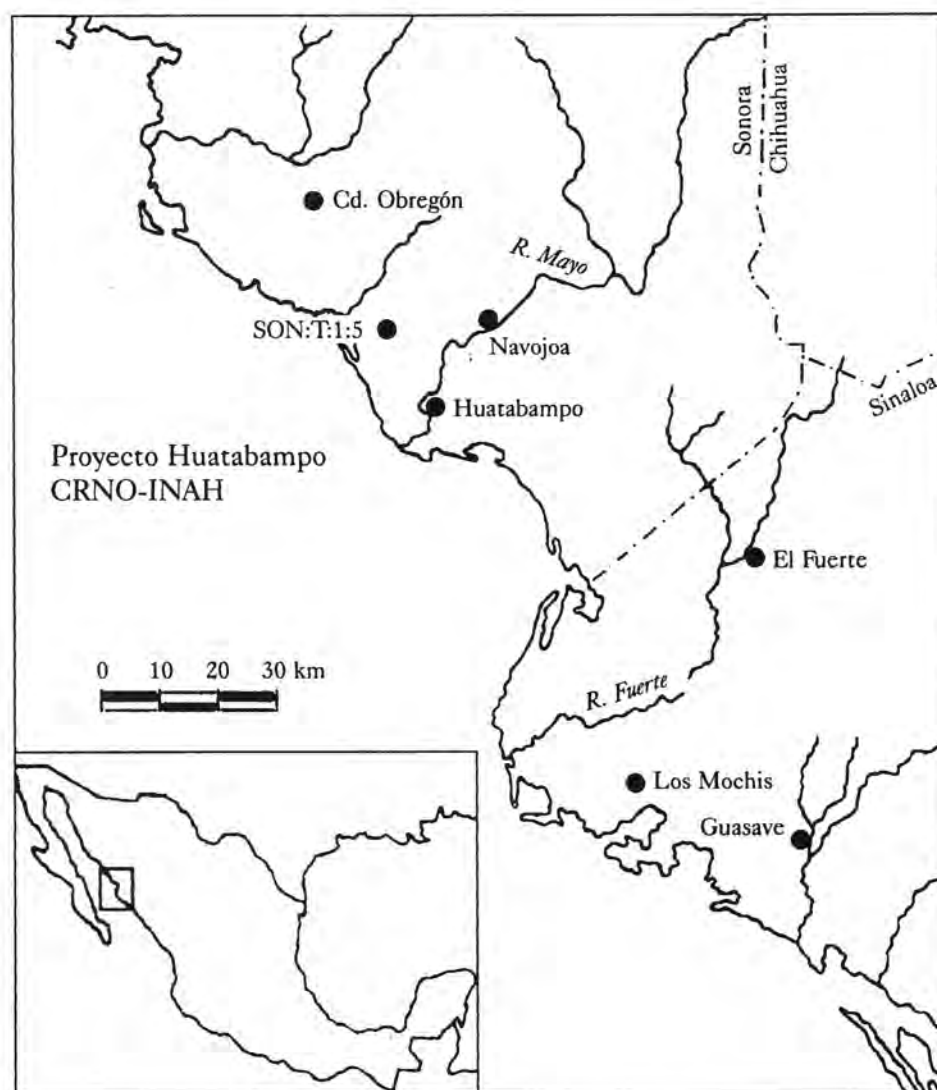 Sonora
Chihuahua
Cd. Obregón
R. Mayo
SON:T:1:5
Navojoa
Sinaloa
Huatabampo
Proyecto Huatabampo
CRNO-INAH
El Fuerte
0 10 20 30 km
R. Fuerte
Los Mochis
Guasave